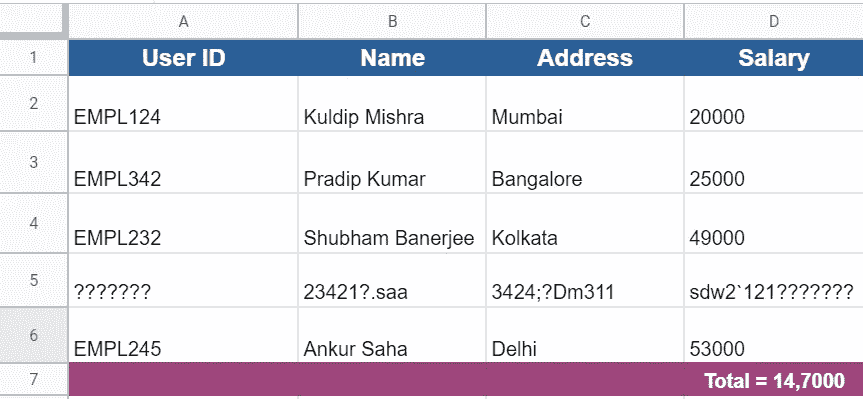 A B C D
1 User ID Name Address Salary
2 EMPL124 Kuldip Mishra Mumbai 20000
3 EMPL342 Pradip Kumar Bangalore 25000
4 EMPL232 Shubham Banerjee Kolkata 49000
5 ??????? 23421?.saa 3424;?Dm311 sdw2`121???????
6 EMPL245 Ankur Saha Delhi 53000
7 Total = 14,7000